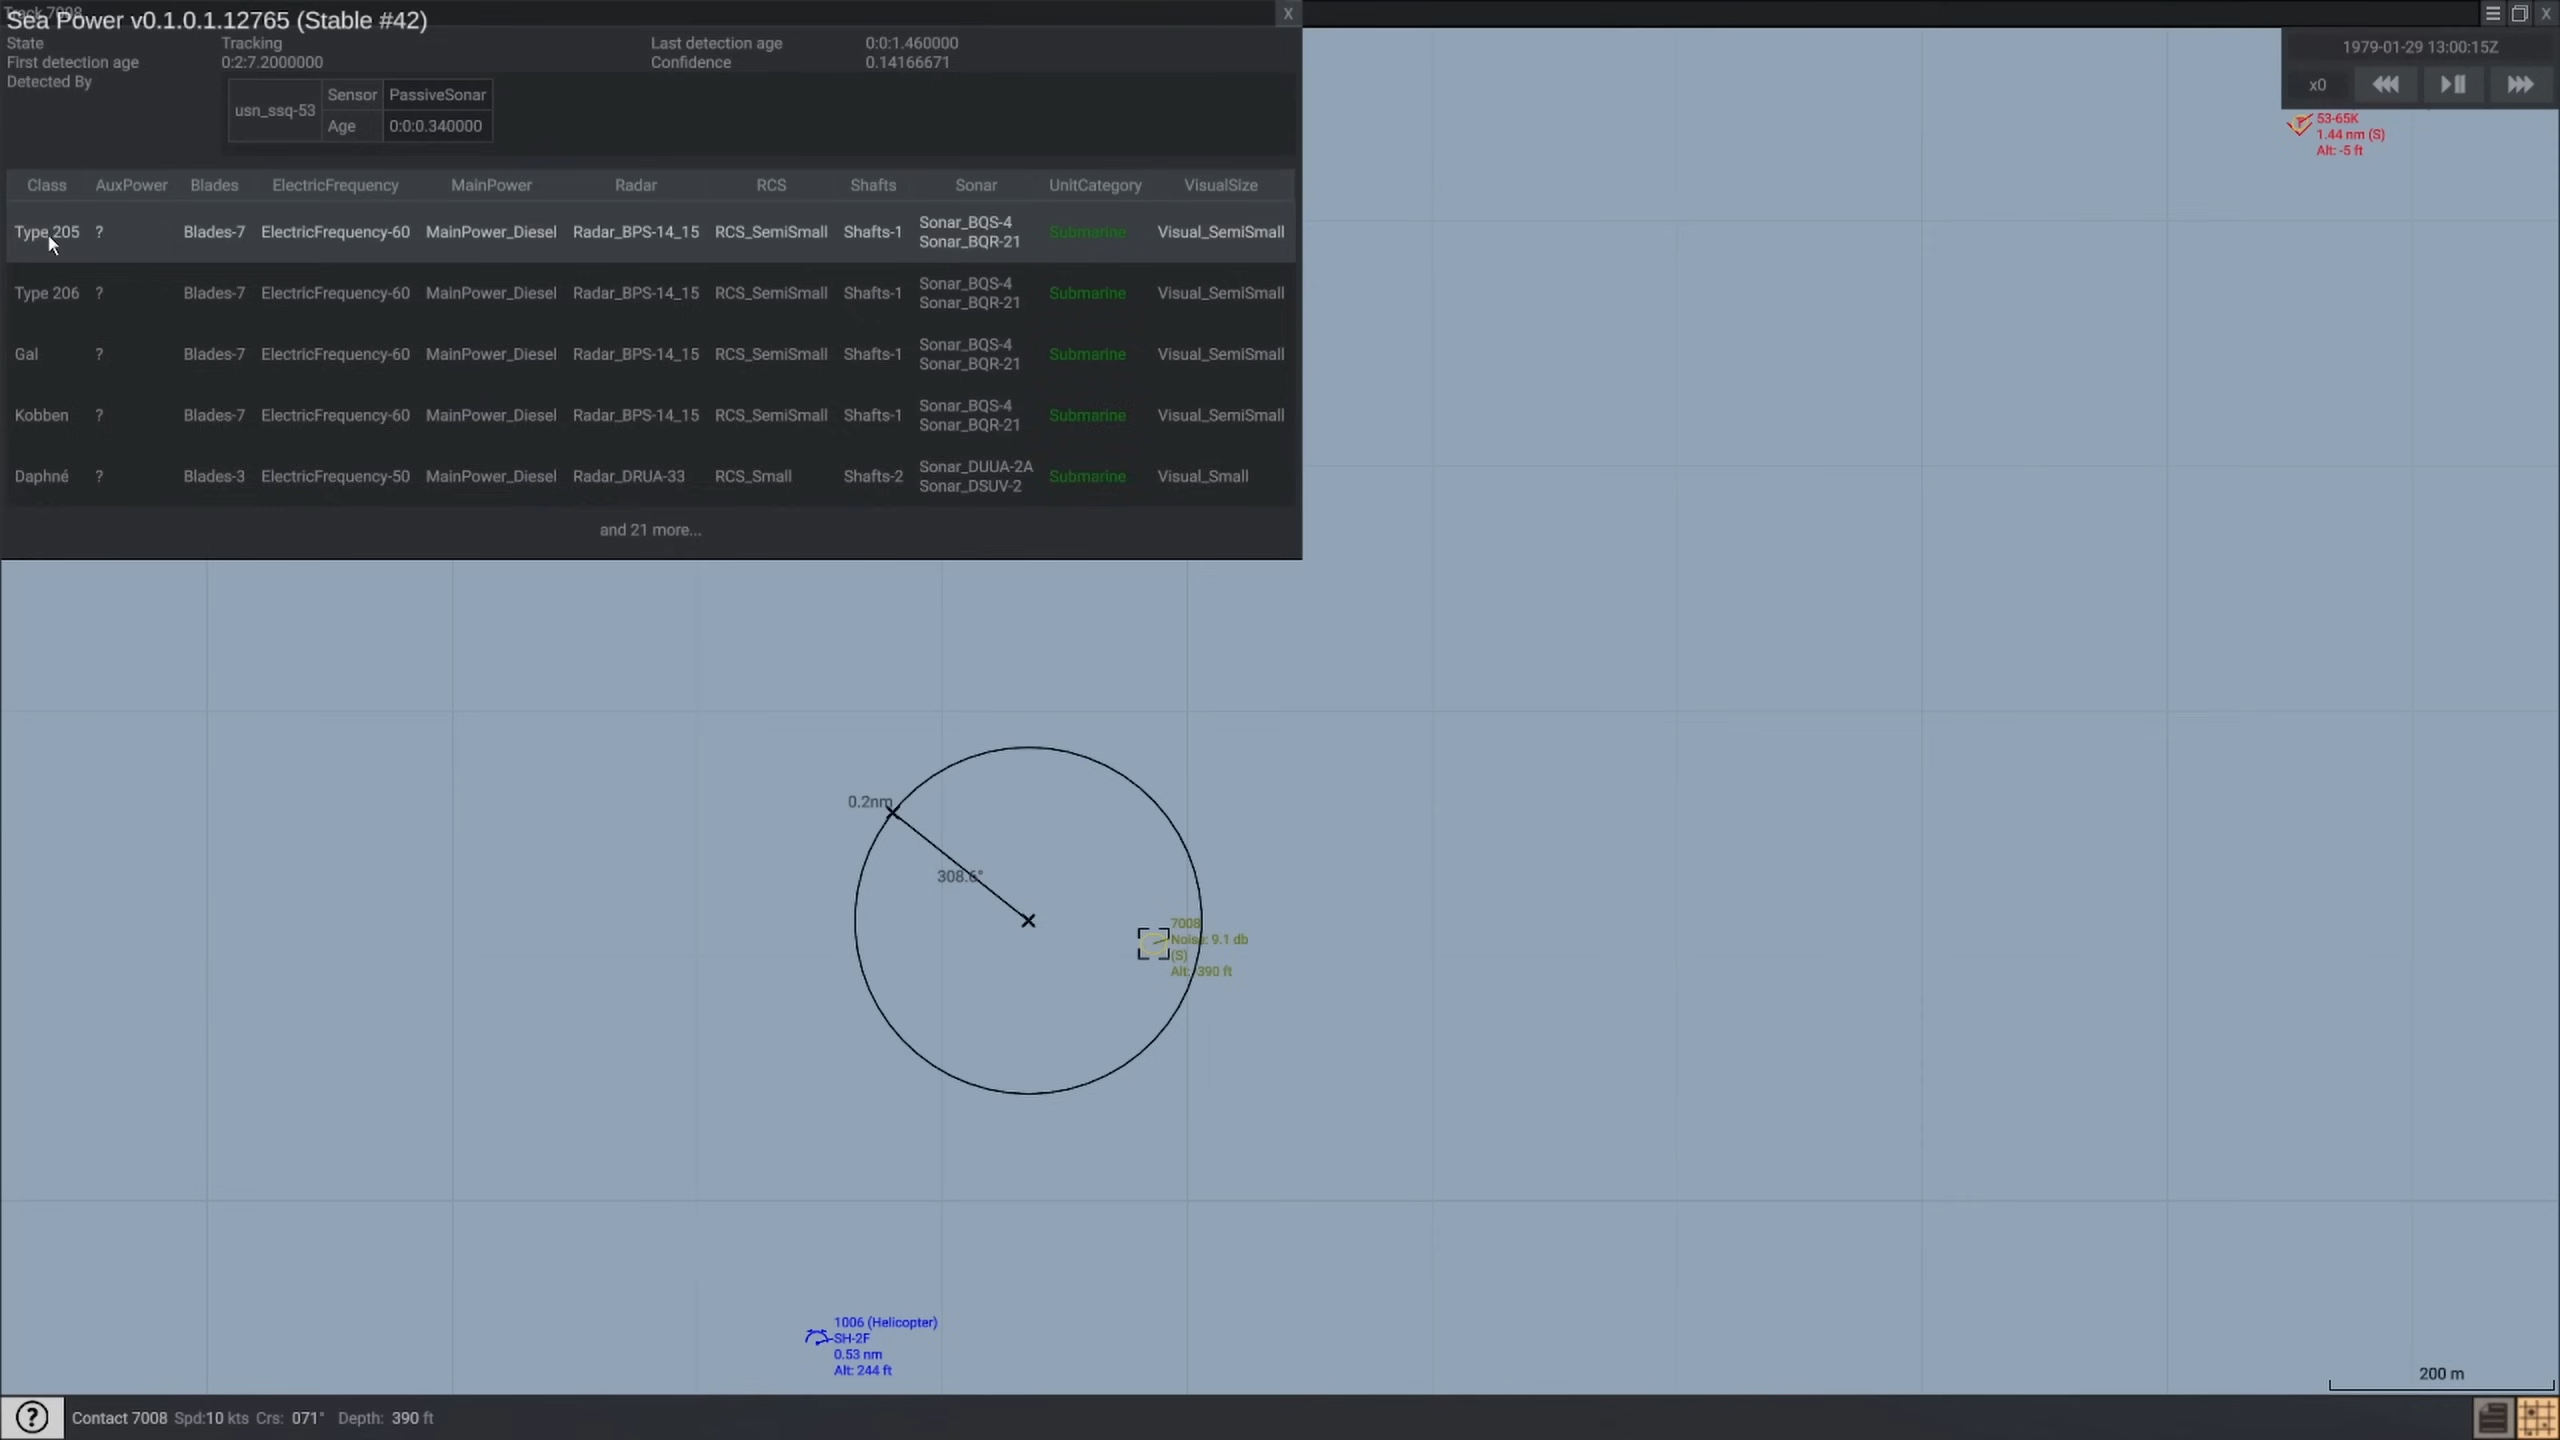 Track 7008
Sea Power v0.1.0.1.12765 (Stable #42)
X
X
State Tracking Last detection age 0:0:1.460000
First detection age 0:2:7.2000000 Confidence 0.14166671
Detected By
usn_ssq-53 Sensor PassiveSonar
Age 0:0:0.340000
Class AuxPower Blades ElectricFrequency MainPower Radar RCS Shafts Sonar UnitCategory VisualSize
Type 205 ? Blades-7 ElectricFrequency-60 MainPower_Diesel Radar_BPS-14_15 RCS_SemiSmall Shafts-1 Sonar_BQS-4 Submarine Visual_SemiSmall
Sonar_BQR-21
Type 206 ? Blades-7 ElectricFrequency-60 MainPower_Diesel Radar_BPS-14_15 RCS_SemiSmall Shafts-1 Sonar_BQS-4 Submarine Visual_SemiSmall
Sonar_BQR-21
Gal ? Blades-7 ElectricFrequency-60 MainPower_Diesel Radar_BPS-14_15 RCS_SemiSmall Shafts-1 Sonar_BQS-4 Submarine Visual_SemiSmall
Sonar_BQR-21
Kobben ? Blades-7 ElectricFrequency-60 MainPower_Diesel Radar_BPS-14_15 RCS_SemiSmall Shafts-1 Sonar_BQS-4 Submarine Visual_SemiSmall
Sonar_BQR-21
Daphné ? Blades-3 ElectricFrequency-50 MainPower_Diesel Radar_DRUA-33 RCS_Small Shafts-2 Sonar_DUUA-2A Submarine Visual_Small
Sonar_DSUV-2
and 21 more...
1979-01-29 13:00:15Z
x0
53-65K
1.44 nm (S)
Alt: -5 ft
0.2nm
308.6°
7008
Noise: 9.1 db
(S)
Alt: -390 ft
1006 (Helicopter)
SH-2F
0.53 nm
Alt: 244 ft
200 m
? Contact 7008 Spd:10 kts Crs: 071° Depth: 390 ft